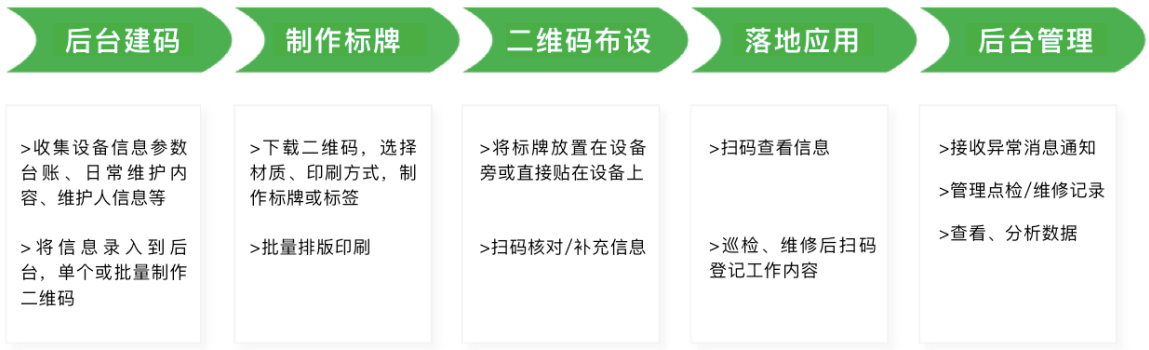 后台建码
制作标牌
二维码布设
落地应用
后台管理
>收集设备信息参数
台账、日常维护内
容、维护人信息等
>将信息录入到后
台，单个或批量制作
二维码
>下载二维码，选择
材质、印刷方式，制
作标牌或标签
>批量排版印刷
>将标牌放置在设备
旁或直接贴在设备上
>扫码核对/补充信息
>扫码查看信息
>巡检、维修后扫码
登记工作内容
>接收异常消息通知
>管理点检/维修记录
>查看、分析数据